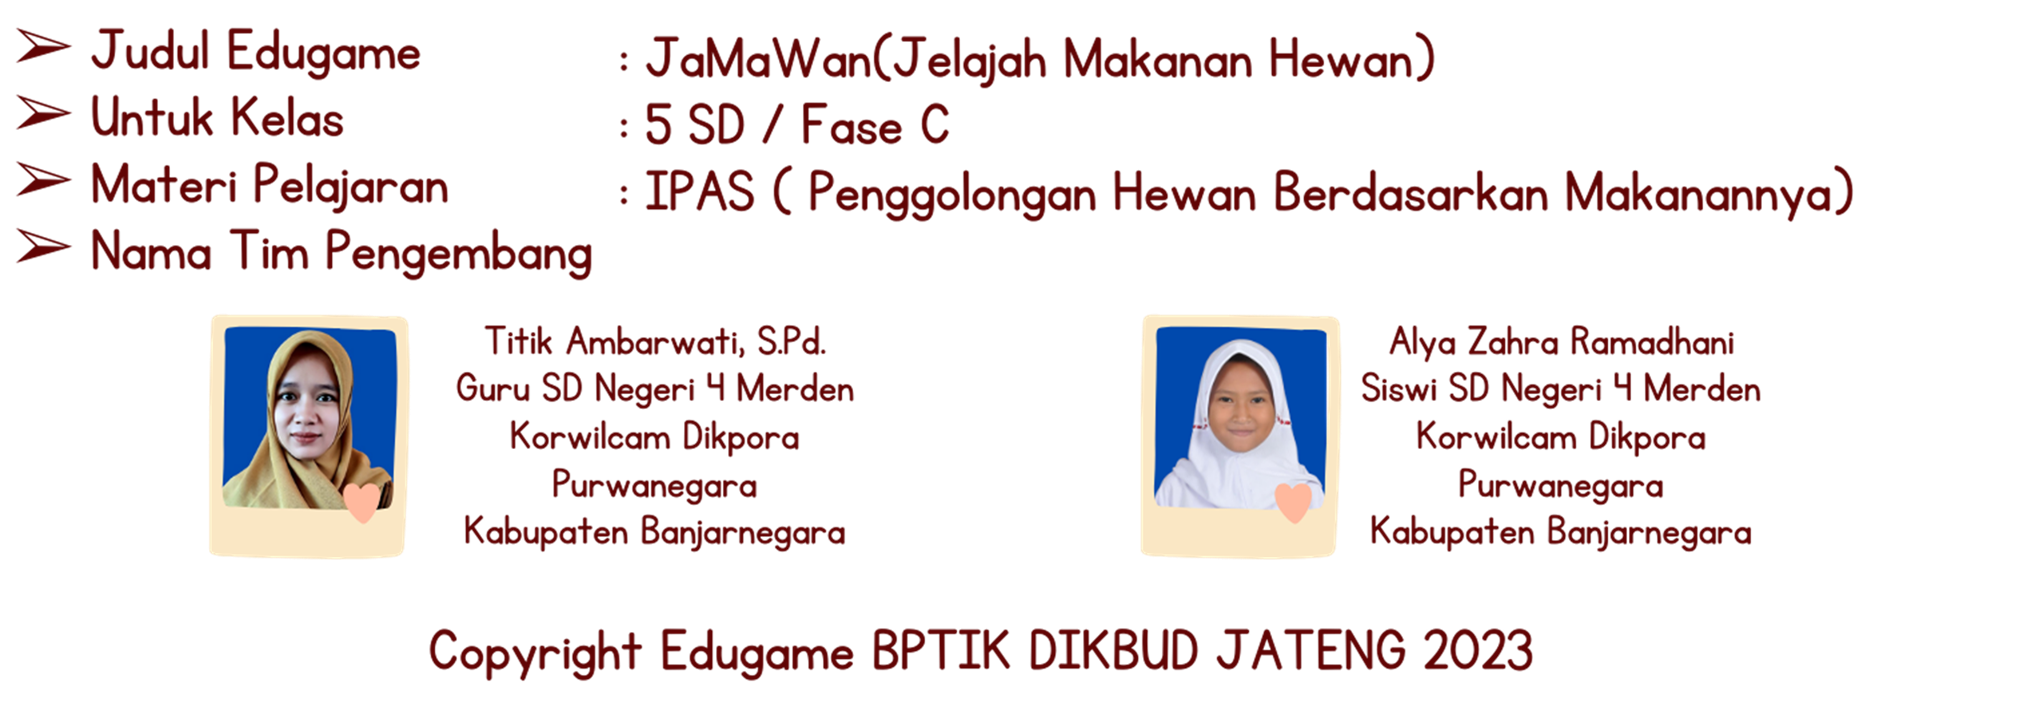 ➢ Judul Edugame : JaMaWan(Jelajah Makanan Hewan)
➢ Untuk Kelas : 5 SD / Fase C
➢ Materi Pelajaran : IPAS ( Penggolongan Hewan Berdasarkan Makanannya)
➢ Nama Tim Pengembang
Titik Ambarwati, S.Pd.
Guru SD Negeri 4 Merden
Korwilcam Dikpora
Purwanegara
Kabupaten Banjarnegara
Alya Zahra Ramadhani
Siswi SD Negeri 4 Merden
Korwilcam Dikpora
Purwanegara
Kabupaten Banjarnegara
Copyright Edugame BPTIK DIKBUD JATENG 2023